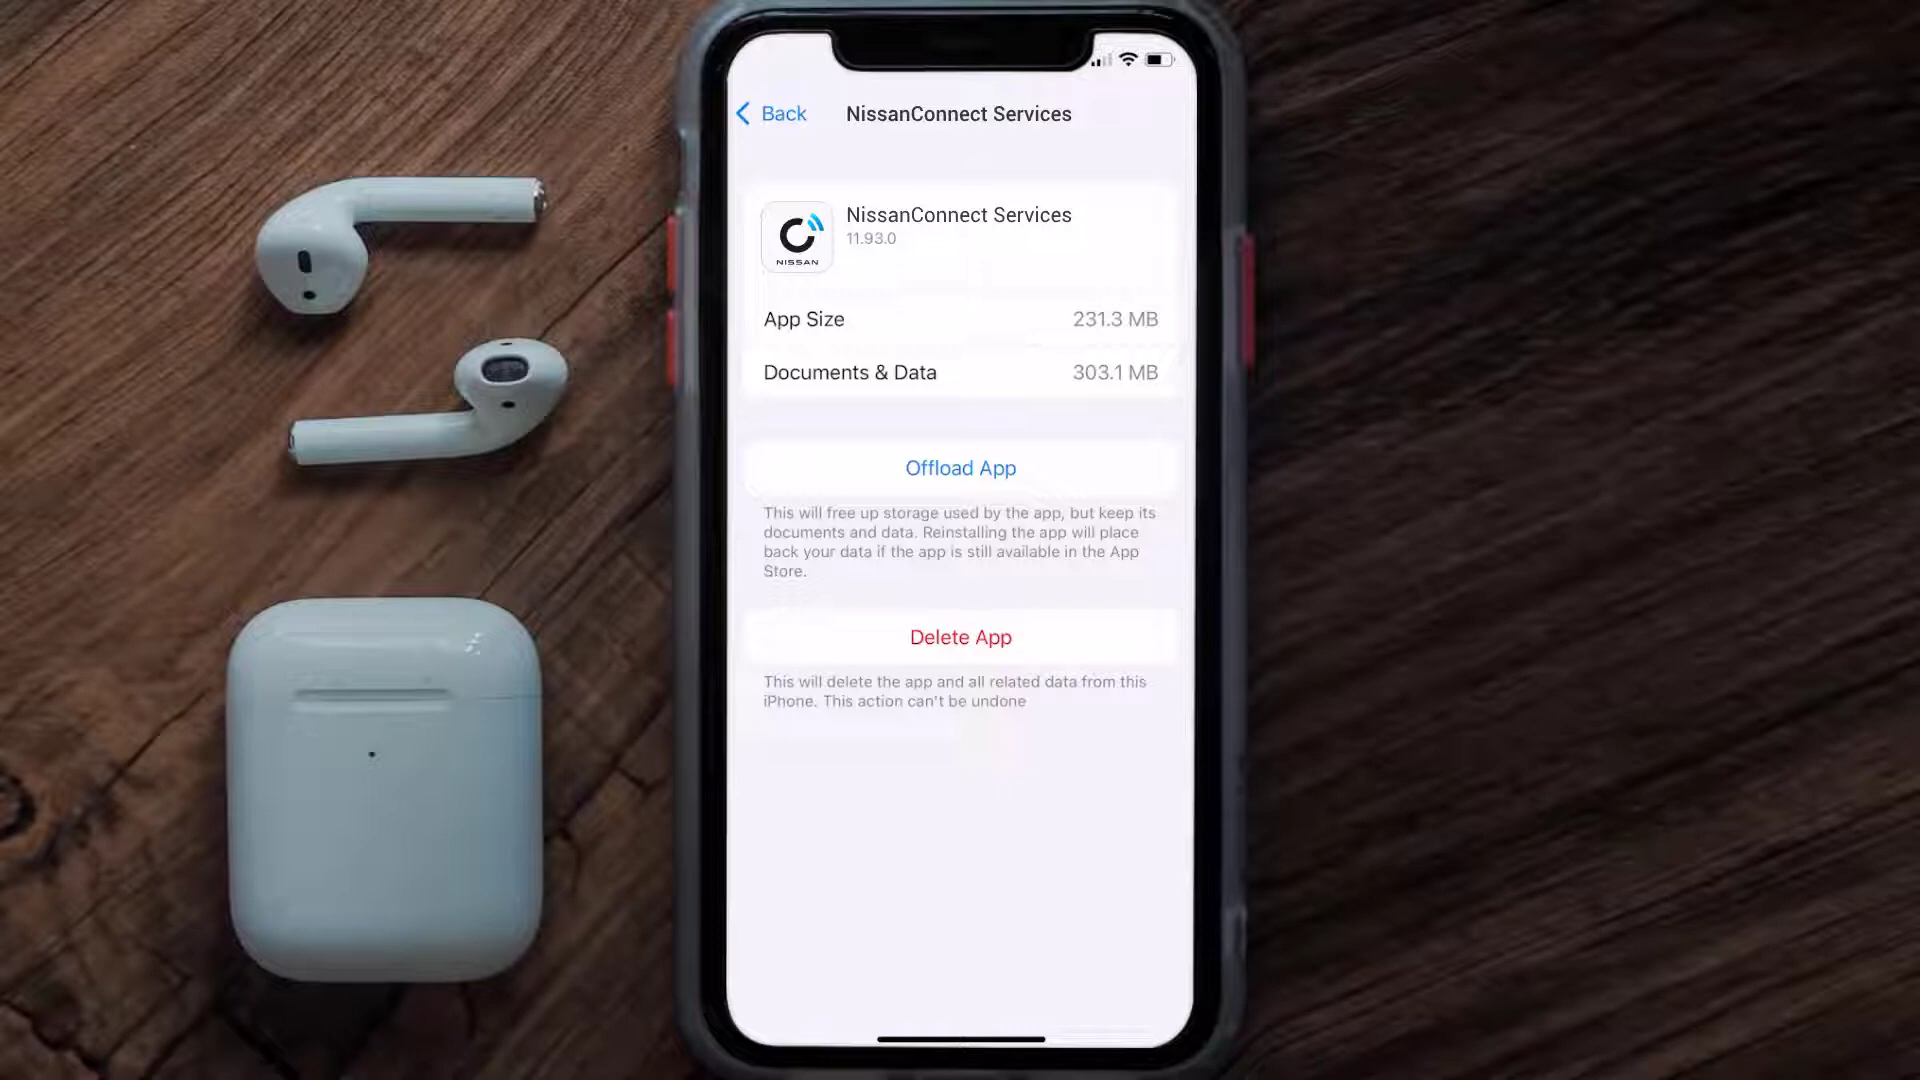 Back
NissanConnect Services
NissanConnect Services
11.93.0
NISSAN
App Size
231.3 MB
Documents & Data
303.1 MB
Offload App
This will free up storage used by the app, but keep its
documents and data. Reinstalling the app will place
back your data if the app is still available in the App
Store.
Delete App
This will delete the app and all related data from this
iPhone. This action can't be undone